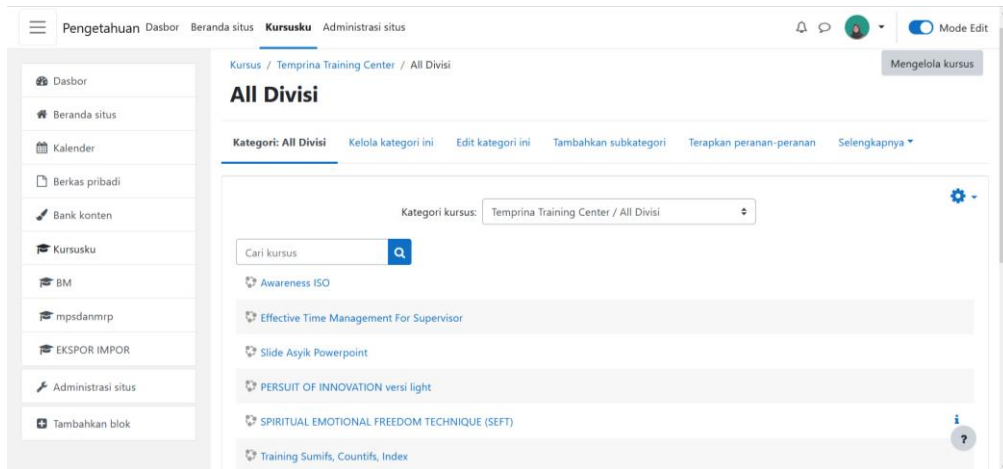 Pengetahuan Dasbor Beranda situs Kursusku Administrasi situs Mode Edit
Dasbor
Beranda situs
Kalender
Berkas pribadi
Bank konten
Kursusku
BM
mpsdanmrp
EKSPOR IMPOR
Administrasi situs
Tambahkan blok
Kursus / Temprina Training Center / All Divisi
Mengelola kursus
All Divisi
Kategori: All Divisi Kelola kategori ini Edit kategori ini Tambahkan subkategori Terapkan peranan-peranan Selengkapnya
Kategori kursus: Temprina Training Center / All Divisi
Cari kursus
Awareness ISO
Effective Time Management For Supervisor
Slide Asyik Powerpoint
PERSUIT OF INNOVATION versi light
SPIRITUAL EMOTIONAL FREEDOM TECHNIQUE (SEFT)
?
Training Sumifs, Countifs, Index